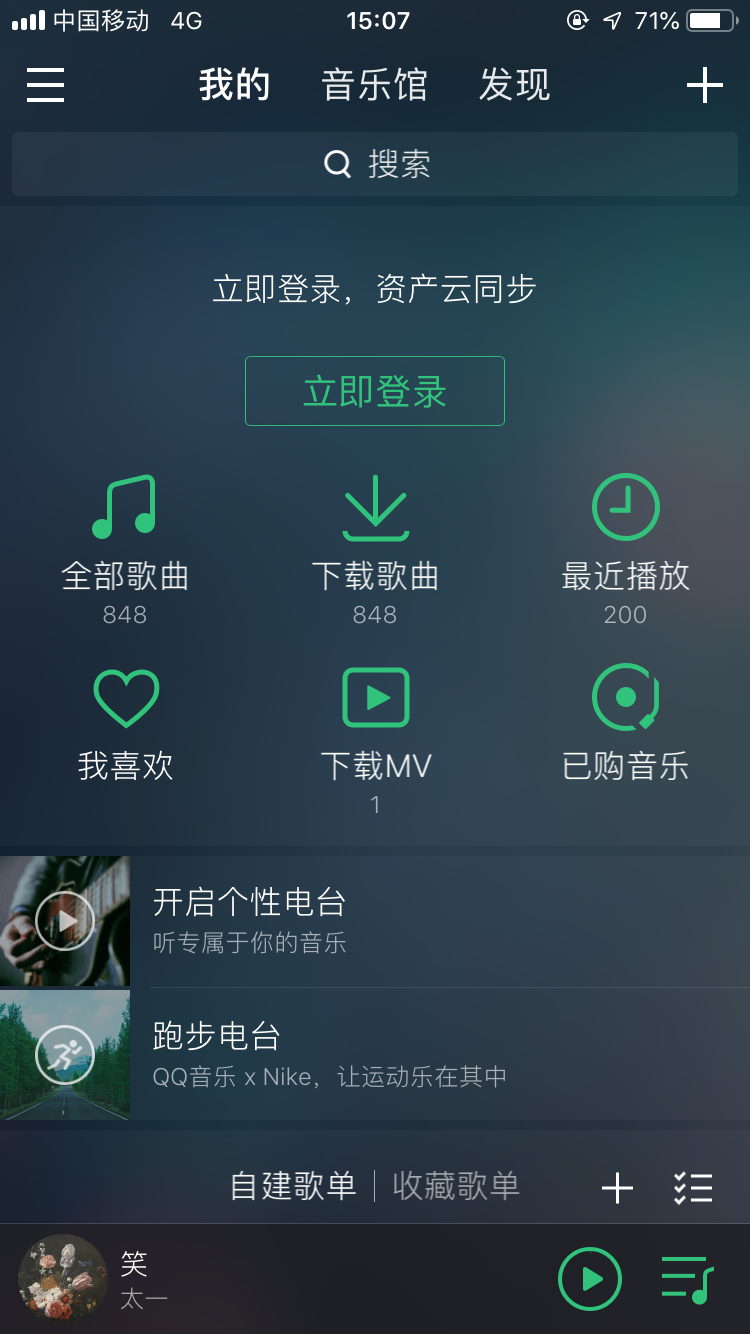 中国移动 4G 15:07 71%
我的 音乐馆 发现
搜索
立即登录，资产云同步
立即登录
全部歌曲 下载歌曲 最近播放
848 848 200
我喜欢 下载MV 已购音乐
1
开启个性电台
听专属于你的音乐
跑步电台
QQ音乐 x Nike，让运动乐在其中
自建歌单 收藏歌单
笑
太一